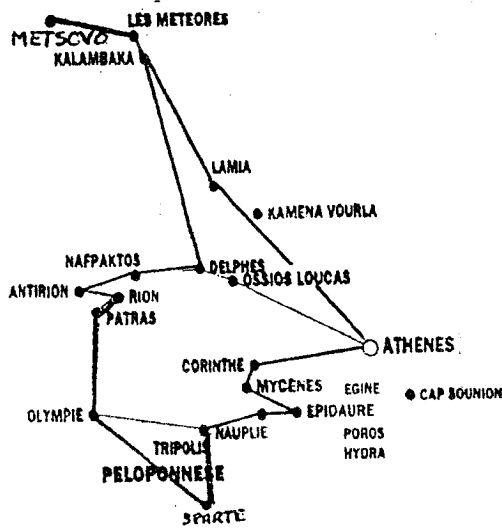 LES METEORES
METSOVO
KALAMBAKA
LAMIA
KAMENA VOURLA
NAFPAKTOS
DELPHES
OSSIOS LOUCAS
ANTIRION
RION
PATRAS
ATHENES
CORINTHE
MYCÈNES
EGINE
CAP SOUNION
OLYMPIE
NAUPLIE
EPIDAURE
TRIPOLIS
POROS
HYDRA
PELOPONNESE
SPARTE